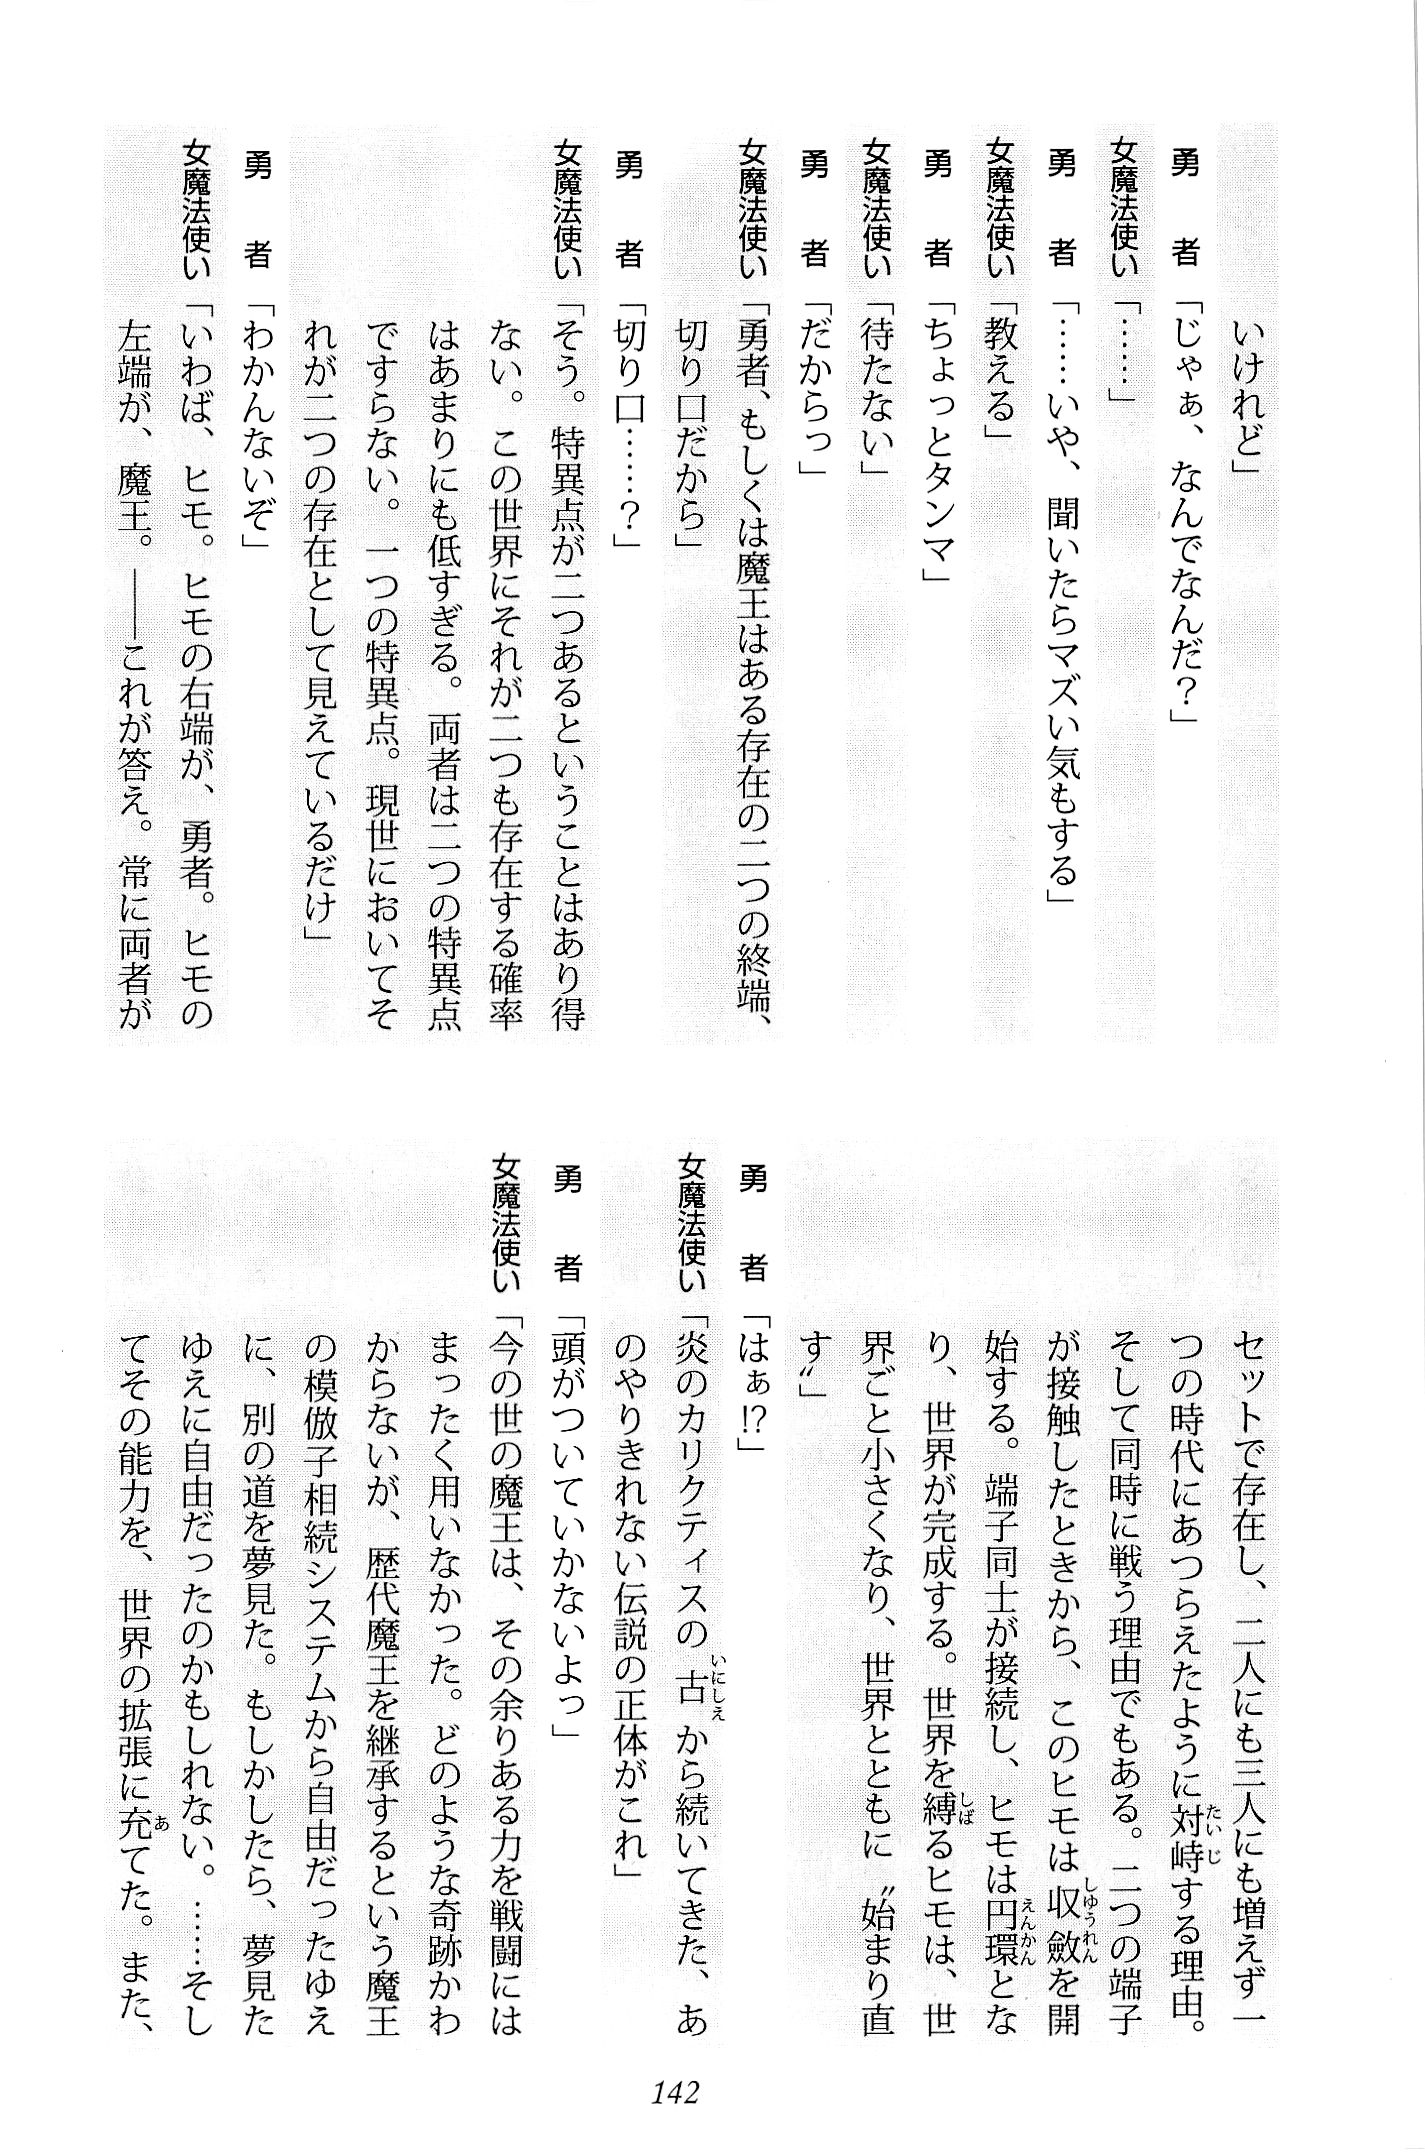 いけれど」
勇者「じゃぁ、なんでなんだ？」
女魔法使い「……」
勇者「……いや、聞いたらマズい気もする」
女魔法使い「教える」
勇者「ちょっとタンマ」
女魔法使い「待たない」
勇者「だからっ」
女魔法使い「勇者、もしくは魔王はある存在の二つの終端、
切り口だから」
勇者「切り口……？」
女魔法使い「そう。特異点が二つあるということはあり得
ない。この世界にそれが二つも存在する確率
はあまりにも低すぎる。両者は二つの特異点
ですらない。一つの特異点。現世においてそ
れが二つの存在として見えているだけ」
勇者「わかんないぞ」
女魔法使い「いわば、ヒモ。ヒモの右端が、勇者。ヒモの
左端が、魔王。――これが答え。常に両者が
セットで存在し、二人にも三人にも増えず一
つの時代にあつらえたように対峙する理由。
そして同時に戦う理由でもある。二つの端子
が接触したときから、このヒモは収斂を開
始する。端子同士が接続し、ヒモは円環とな
り、世界が完成する。世界を縛るヒモは、世
界ごと小さくなり、世界とともに〝始まり直
す〟」
勇者「はぁ!?」
女魔法使い「炎のカリクティスの古から続いてきた、あ
のやりきれない伝説の正体がこれ」
勇者「頭がついていかないよっ」
女魔法使い「今の世の魔王は、その余りある力を戦闘には
まったく用いなかった。どのような奇跡かわ
からないが、歴代魔王を継承するという魔王
の模倣子相続システムから自由だったゆえ
に、別の道を夢見た。もしかしたら、夢見た
ゆえに自由だったのかもしれない。……そし
てその能力を、世界の拡張に充てた。また、
142